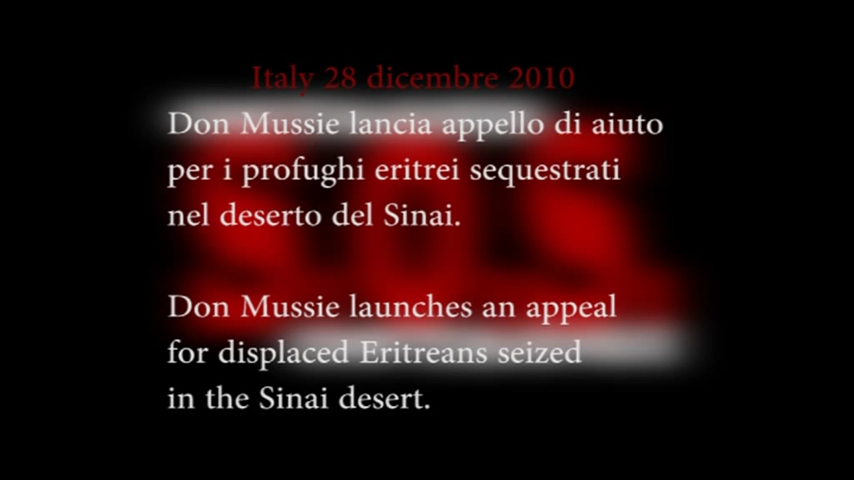 Italy 28 dicembre 2010
Don Mussie lancia appello di aiuto
per i profughi eritrei sequestrati
nel deserto del Sinai.
SOS
Don Mussie launches an appeal
for displaced Eritreans seized
in the Sinai desert.